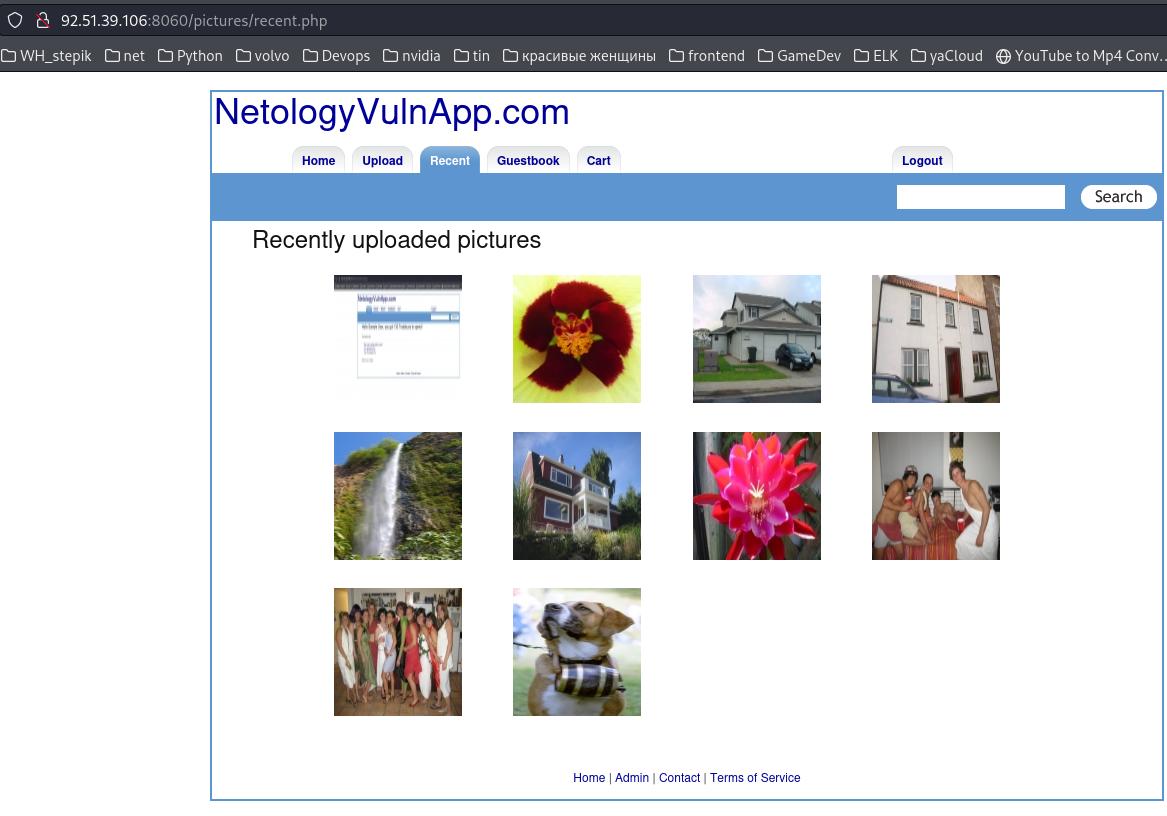 92.51.39.106:8060/pictures/recent.php
WH_stepik net Python volvo Devops nvidia tin красивые женщины frontend GameDev ELK yaCloud YouTube to Mp4 Conv…
NetologyVulnApp.com
Home Upload Recent Guestbook Cart Logout
Search
Recently uploaded pictures
NetologyVulnApp.com
Home | Admin | Contact | Terms of Service